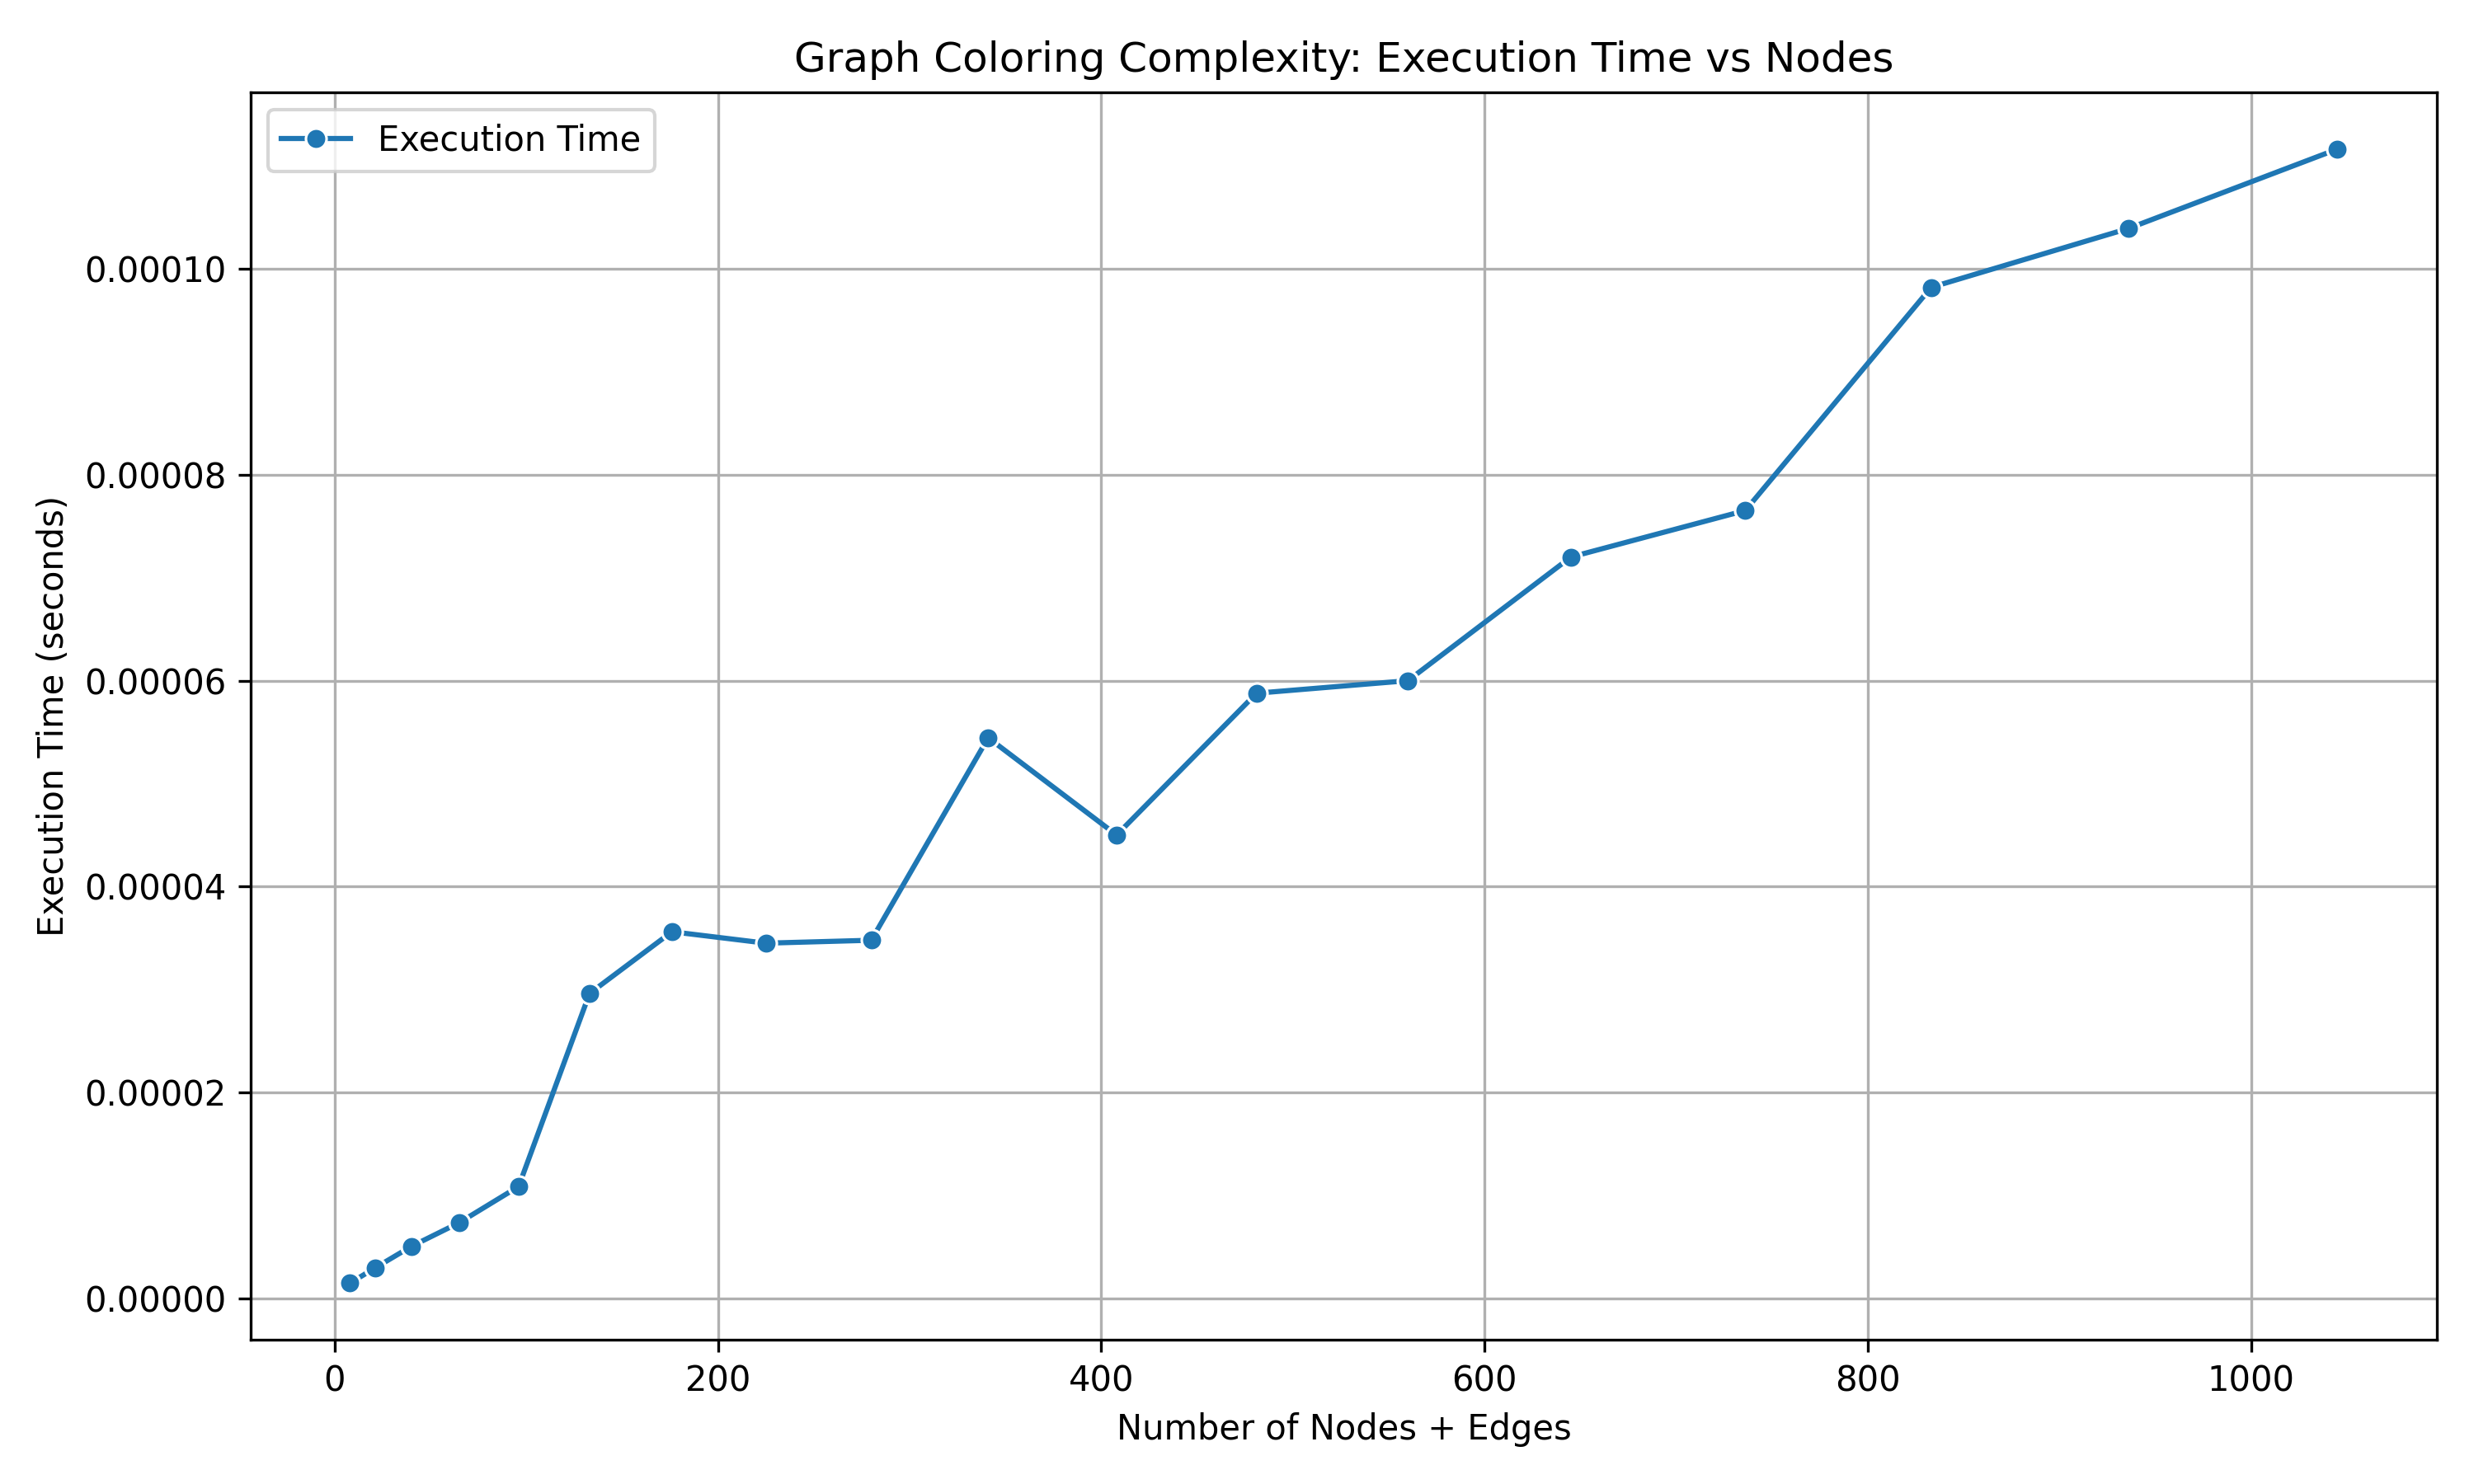 Graph Coloring Complexity: Execution Time vs Nodes
Execution Time
0.00010
0.00008
0.00006
0.00004
0.00002
0.00000
Execution Time (seconds)
0 200 400 600 800 1000
Number of Nodes + Edges